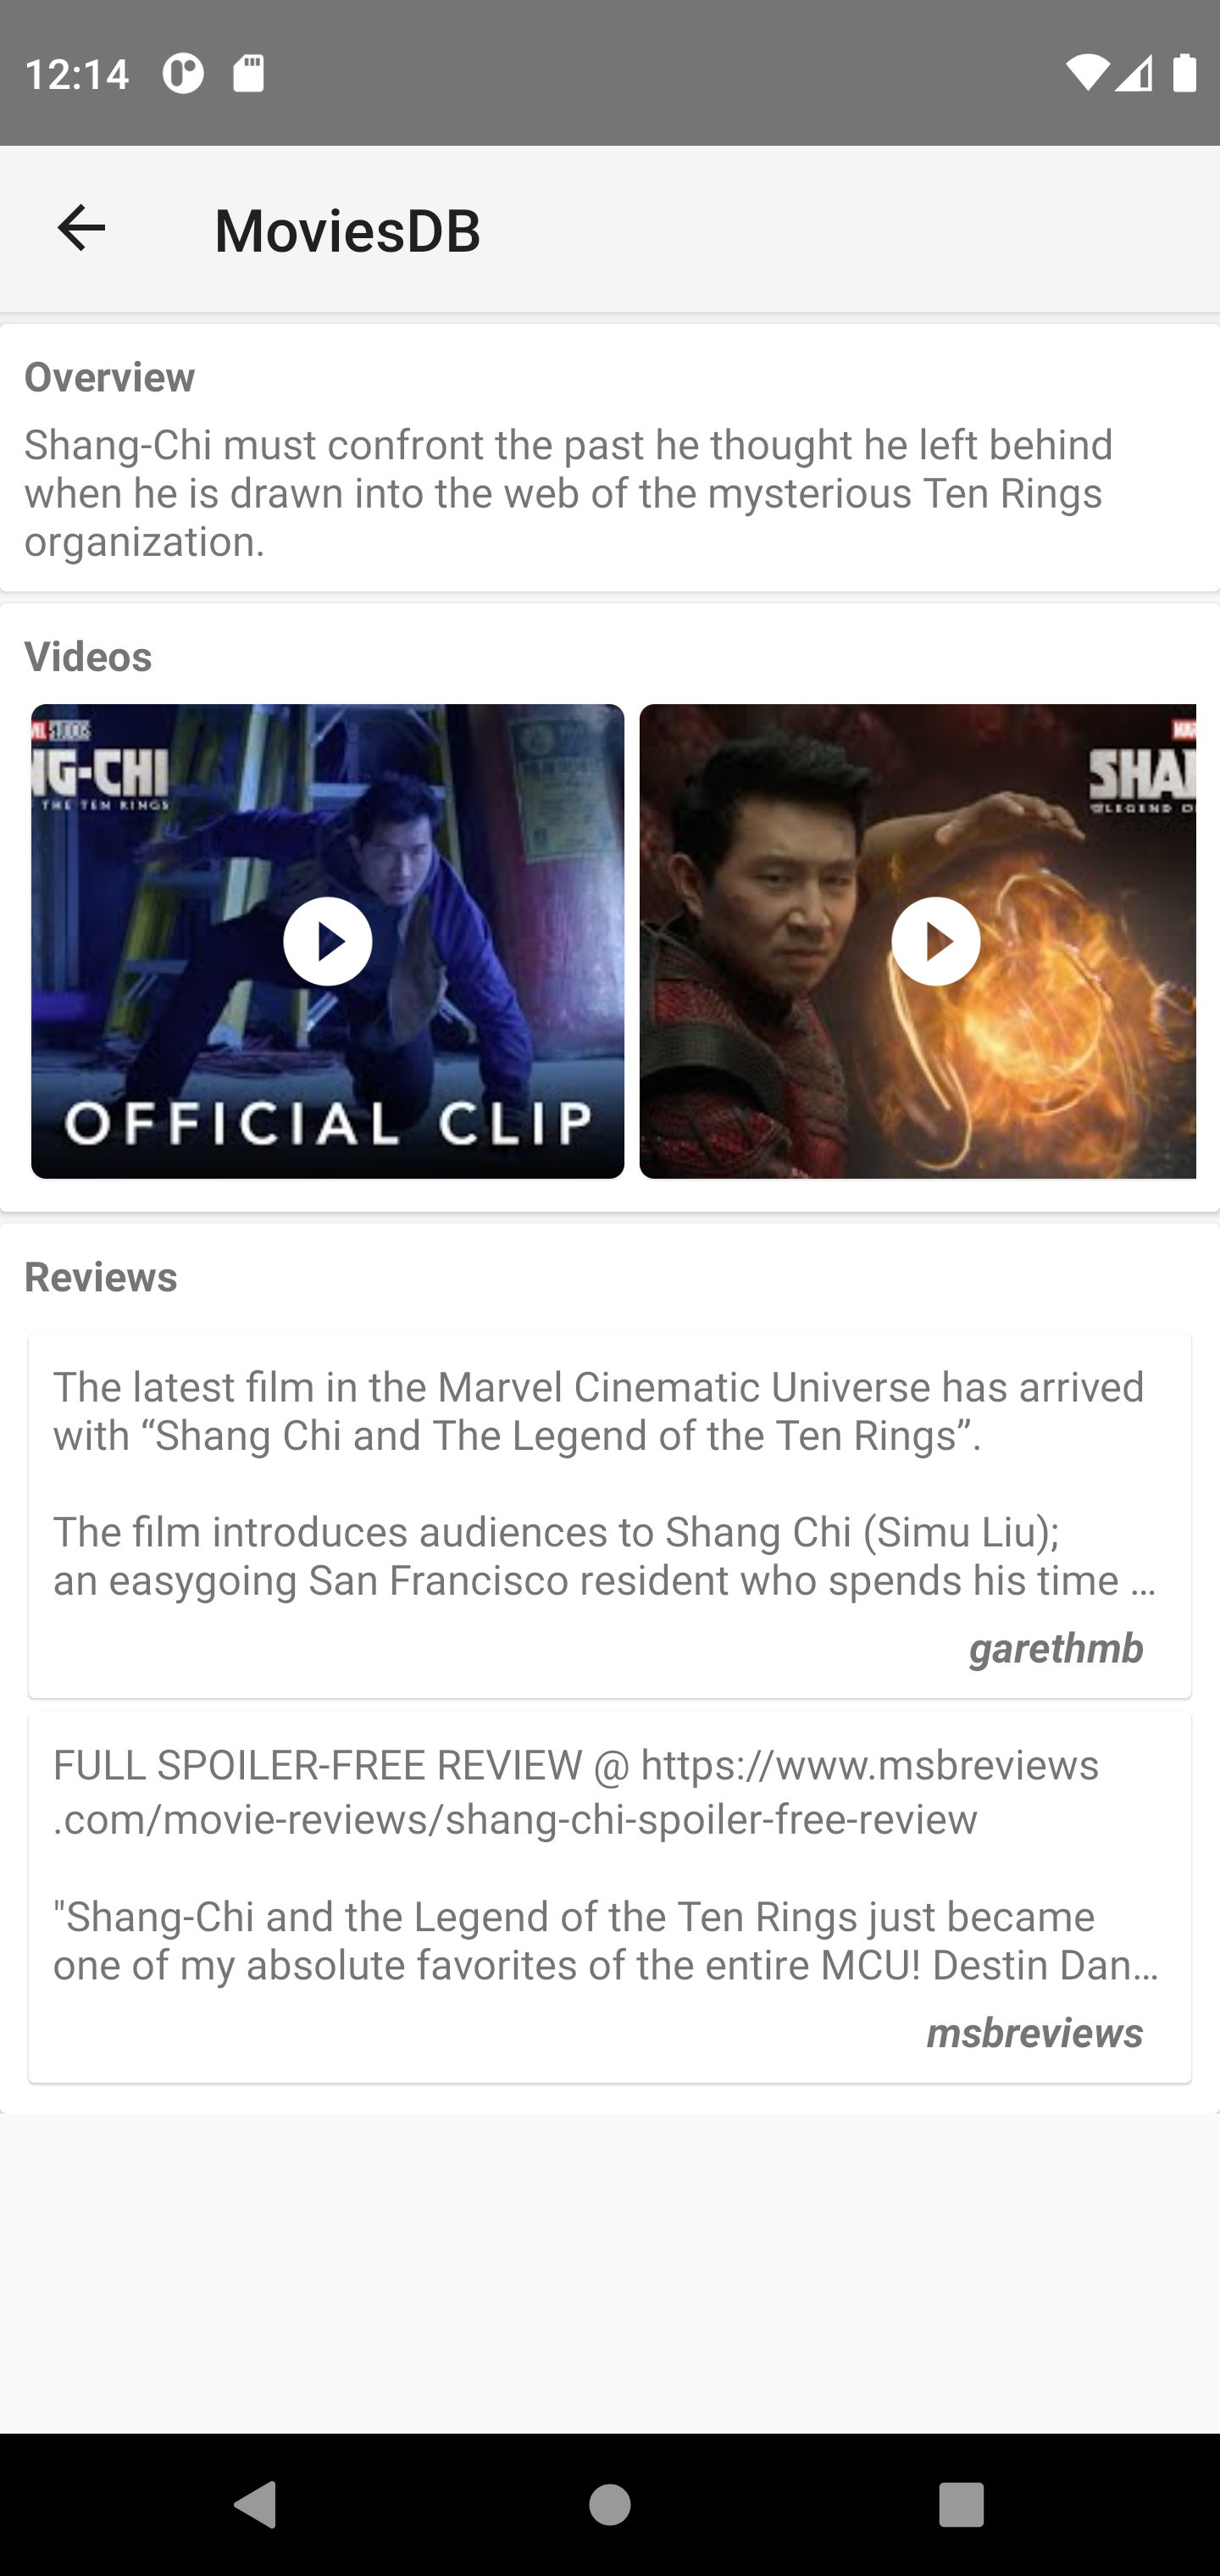 12:14
MoviesDB
Overview
Shang-Chi must confront the past he thought he left behind
when he is drawn into the web of the mysterious Ten Rings
organization.
Videos
STUDIOS
NG-CHI
THE TEN RINGS
OFFICIAL CLIP
SHA
LEGEND O
Reviews
The latest film in the Marvel Cinematic Universe has arrived
with “Shang Chi and The Legend of the Ten Rings”.
The film introduces audiences to Shang Chi (Simu Liu);
an easygoing San Francisco resident who spends his time …
garethmb
FULL SPOILER-FREE REVIEW @ https://www.msbreviews
.com/movie-reviews/shang-chi-spoiler-free-review
"Shang-Chi and the Legend of the Ten Rings just became
one of my absolute favorites of the entire MCU! Destin Dan…
msbreviews